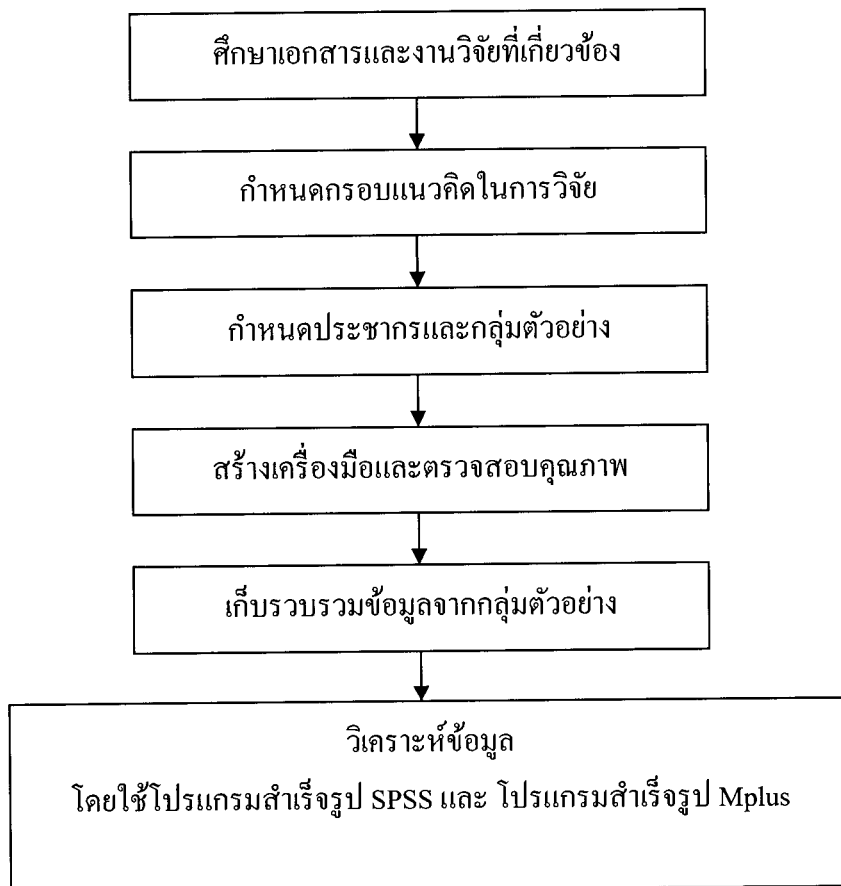 ศึกษาเอกสารและงานวิจัยที่เกี่ยวข้อง
กำหนดกรอบแนวคิดในการวิจัย
กำหนดประชากรและกลุ่มตัวอย่าง
สร้างเครื่องมือและตรวจสอบคุณภาพ
เก็บรวบรวมข้อมูลจากกลุ่มตัวอย่าง
วิเคราะห์ข้อมูล
โดยใช้โปรแกรมสำเร็จรูป SPSS และ โปรแกรมสำเร็จรูป Mplus